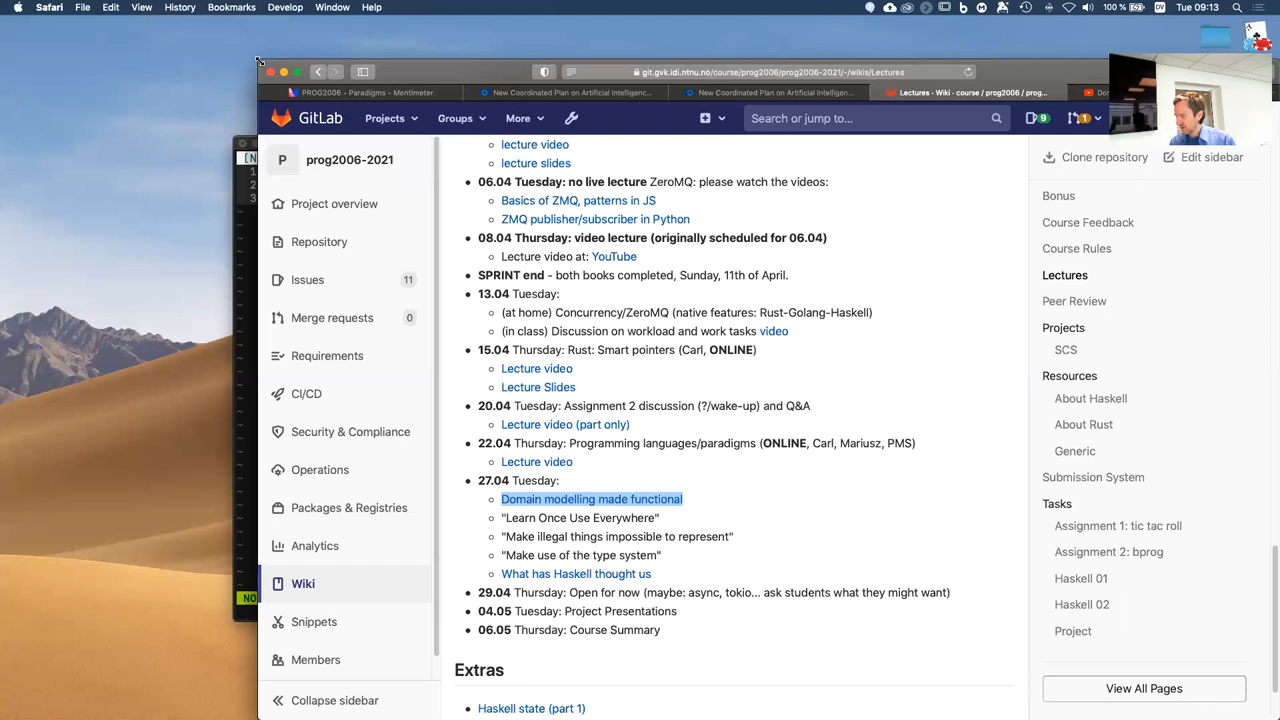 Safari File Edit View History Bookmarks Develop Window Help 100 % DV Tue 09:13
git.gvk.idi.ntnu.no/course/prog2006/prog2006-2021/-/wikis/Lectures
PROG2006 - Paradigms - Mentimeter
New Coordinated Plan on Artificial Intelligenc...
New Coordinated Plan on Artificial Intelligenc...
Lectures · Wiki · course / prog2006 / prog...
GitLab Projects Groups More Search or jump to... 9 1
P prog2006-2021
Project overview
Repository
Issues 11
Merge requests 0
Requirements
CI/CD
Security & Compliance
Operations
Packages & Registries
Wiki
Snippets
Members
Collapse sidebar
lecture video
lecture slides
06.04 Tuesday: no live lecture ZeroMQ: please watch the videos:
Basics of ZMQ, patterns in JS
ZMQ publisher/subscriber in Python
08.04 Thursday: video lecture (originally scheduled for 06.04)
Lecture video at: YouTube
SPRINT end - both books completed, Sunday, 11th of April.
13.04 Tuesday:
(in home) Concurrency/ZeroMQ (native features: Rust-Golang-Haskell)
(in class) Discussion on workload and work tasks video
15.04 Thursday: Rust: Smart pointers (Carl, ONLINE)
Lecture video
Lecture Slides
20.04 Tuesday: Assignment 2 discussion (?/wake-up) and Q&A
Lecture video (part only)
22.04 Thursday: Programming languages/paradigms (ONLINE, Carl, Mariusz, PMS)
Lecture video
27.04 Tuesday:
Domain modelling made functional
"Learn Once Use Everywhere"
"Make illegal things impossible to represent"
"Make use of the type system"
What has Haskell thought us
29.04 Thursday: Open for now (maybe: async, tokio... ask students what they might want)
04.05 Tuesday: Project Presentations
06.05 Thursday: Course Summary
Extras
Haskell state (part 1)
Clone repository Edit sidebar
Bonus
Course Feedback
Course Rules
Lectures
Peer Review
Projects
SCS
Resources
About Haskell
About Rust
Generic
Submission System
Tasks
Assignment 1: tic tac roll
Assignment 2: bprog
Haskell 01
Haskell 02
Project
View All Pages